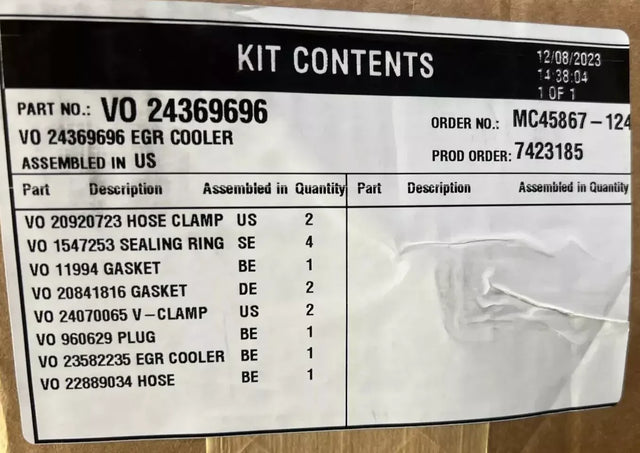 KIT CONTENTS
12/08/2023
14:38:04
1 OF 1
PART NO.: VO 24369696
VO 24369696 EGR COOLER
ASSEMBLED IN US
ORDER NO.: MC45867-124
PROD ORDER: 7423185
Part Description Assembled in Quantity Part Description Assembled in Quantity
VO 20920723 HOSE CLAMP US 2
VO 1547253 SEALING RING SE 4
VO 11994 GASKET BE 1
VO 20841816 GASKET DE 2
VO 24070065 V-CLAMP US 2
VO 960629 PLUG BE 1
VO 23582235 EGR COOLER BE 1
VO 22889034 HOSE BE 1